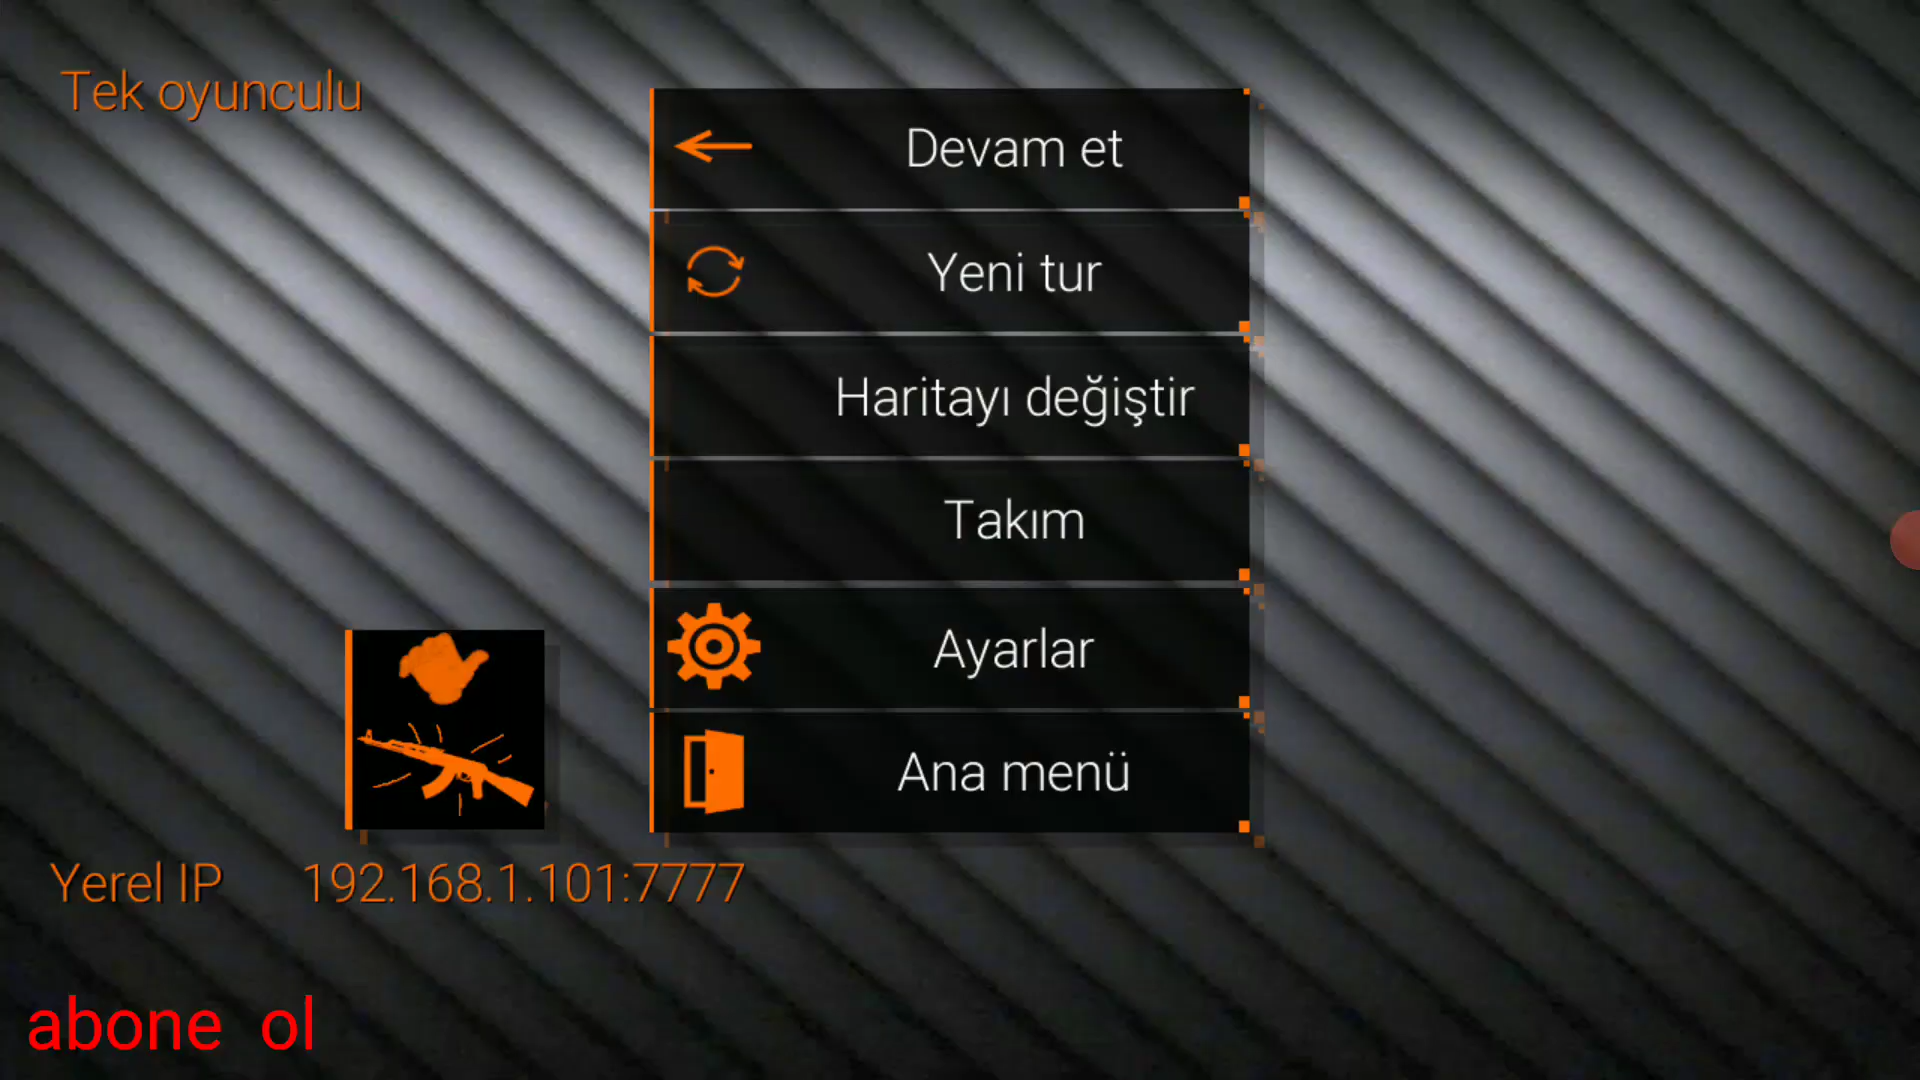 Tek oyunculu
Devam et
Yeni tur
Haritayı değiştir
Takım
Ayarlar
Ana menü
Yerel IP 192.168.1.101:7777
abone ol